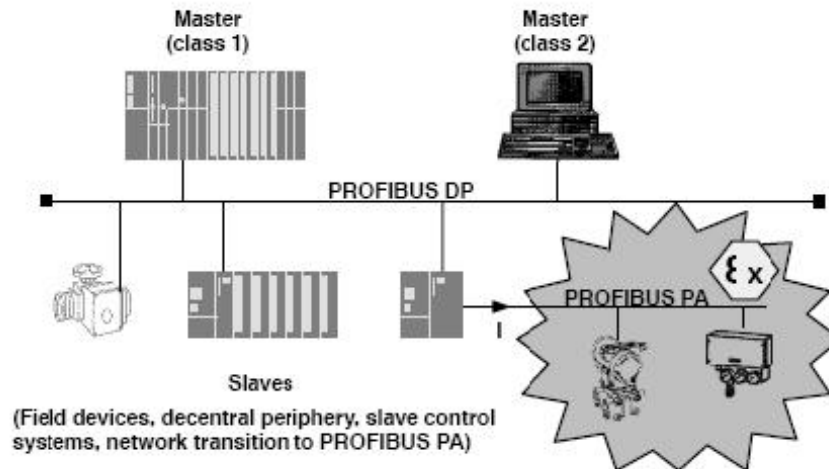 Master
(class 1)
Master
(class 2)
PROFIBUS DP
εx
PROFIBUS PA
I
Slaves
(Field devices, decentral periphery, slave control
systems, network transition to PROFIBUS PA)